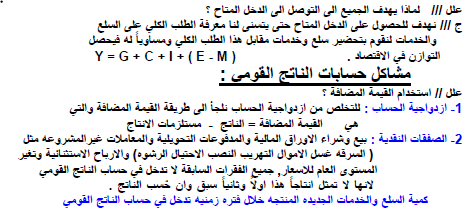 علل /// لماذا يهدف الجميع الى التوصل الى الدخل المتاح ؟
ج /// نهدف للحصول على الدخل المتاح حتى يتسنى لنا معرفة الطلب الكلي على السلع
والخدمات لنقوم بتحضير سلع وخدمات مقابل هذا الطلب الكلي ومساوياً له فيحصل
التوازن في الاقتصاد . Y = G + C + I + ( E - M )
مشاكل حسابات الناتج القومي :
علل // استخدام القيمة المضافة ؟
1- ازدواجية الحساب : للتخلص من ازدواجية الحساب نلجأ الى طريقة القيمة المضافة والتي
هي القيمة المضافة = الناتج - مستلزمات الانتاج
2- الصفقات النقدية : بيع وشراء الاوراق المالية والمدفوعات التحويلية والمعاملات غير المشروعه مثل
( السرقه غسل الاموال التهريب النصب الاحتيال الرشوه) والارباح الاستثنائية وتغير
المستوى العام للاسعار, جميع الفقرات السابقة لا تدخل في حساب الناتج القومي
لانها لا تمثل انتاجاً هذا اولاً وثانياً سبق وان حُسب الناتج .
كمية السلع والخدمات الجديده المنتجه خلال فتره زمنيه تدخل في حساب الناتج القومي